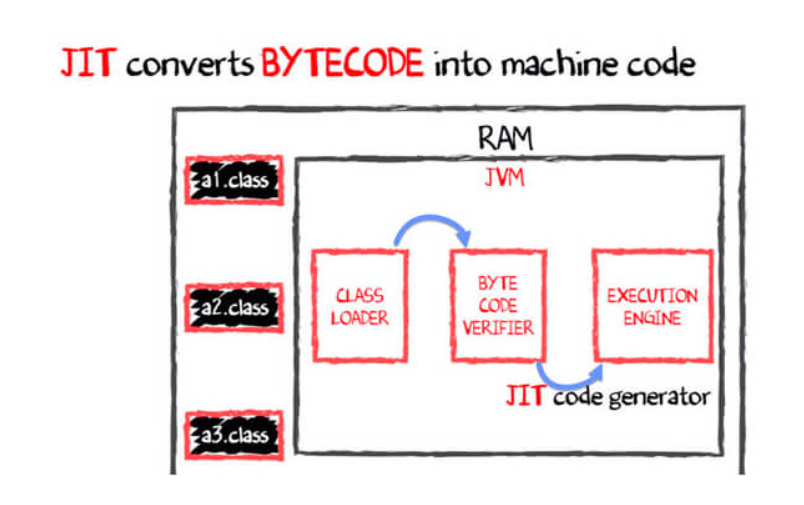 JIT converts BYTECODE into machine code
RAM
JVM
a1.class
a2.class
a3.class
CLASS
LOADER
BYTE
CODE
VERIFIER
EXECUTION
ENGINE
JIT code generator